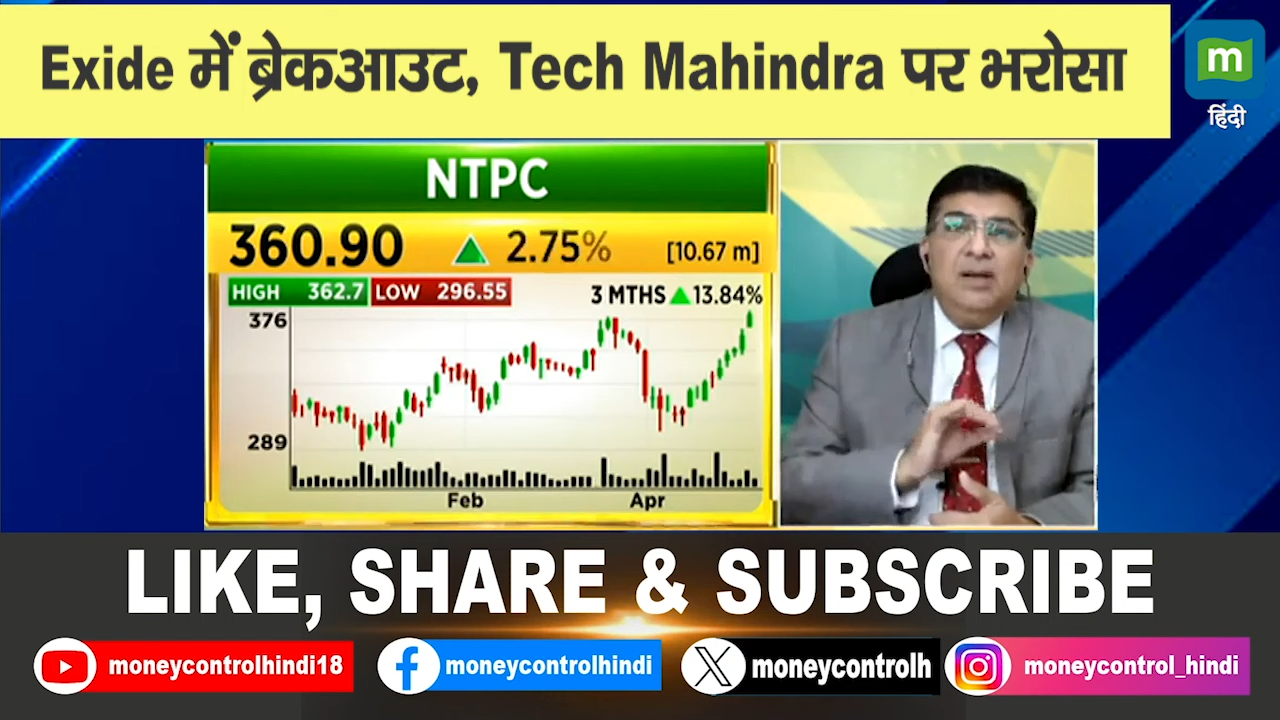 Exide में ब्रेकआउट, Tech Mahindra पर भरोसा
m
हिंदी
NTPC
360.90 ▲ 2.75% [10.67 m]
HIGH 362.7 LOW 296.55 3 MTHS ▲ 13.84%
376
289
Feb Apr
LIKE, SHARE & SUBSCRIBE
moneycontrolhindi18 moneycontrolhindi moneycontrolh moneycontrol_hindi